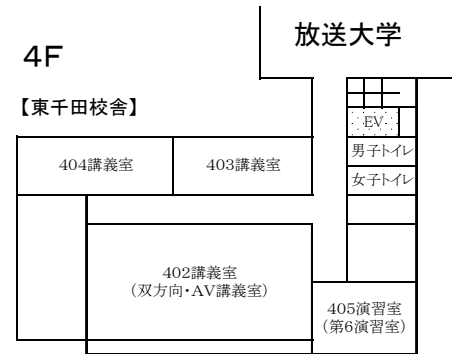 放送大学
4F
【東千田校舎】
EV
男子トイレ
404講義室
403講義室
女子トイレ
402講義室
(双方向・AV講義室)
405演習室
(第6演習室)